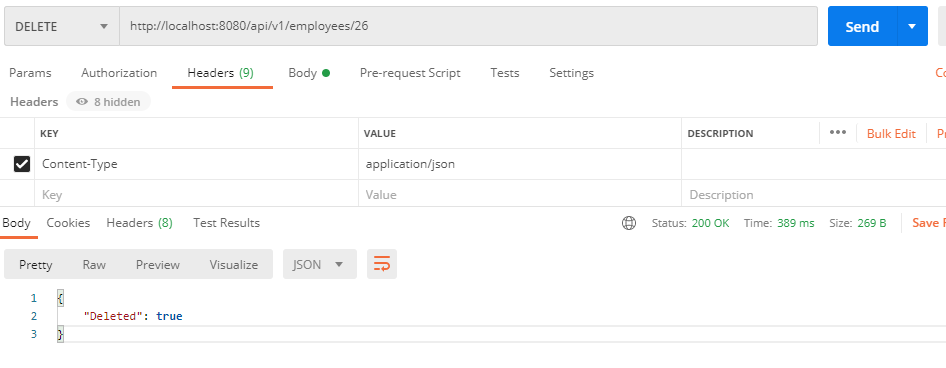 DELETE http://localhost:8080/api/v1/employees/26 Send
Params Authorization Headers (9) Body Pre-request Script Tests Settings Co
Headers 8 hidden
KEY VALUE DESCRIPTION ••• Bulk Edit P
Content-Type application/json
Key Value Description
Body Cookies Headers (8) Test Results Status: 200 OK Time: 389 ms Size: 269 B Save
Pretty Raw Preview Visualize JSON
1 {
2 "Deleted": true
3 }